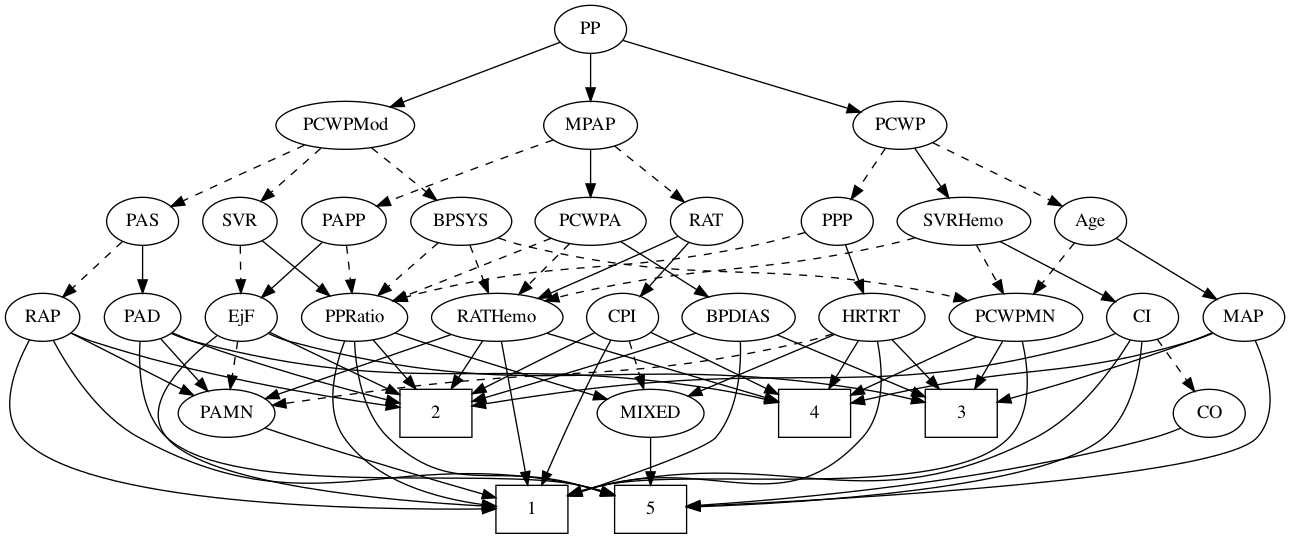 PP
PCWPMod MPAP PCWP
PAS SVR PAPP BPSYS PCWPA RAT PPP SVRHemo Age
RAP PAD EjF PPRatio RATHemo CPI BPDIAS HRTRT PCWPMN CI MAP
PAMN 2 MIXED 4 3 CO
1 5